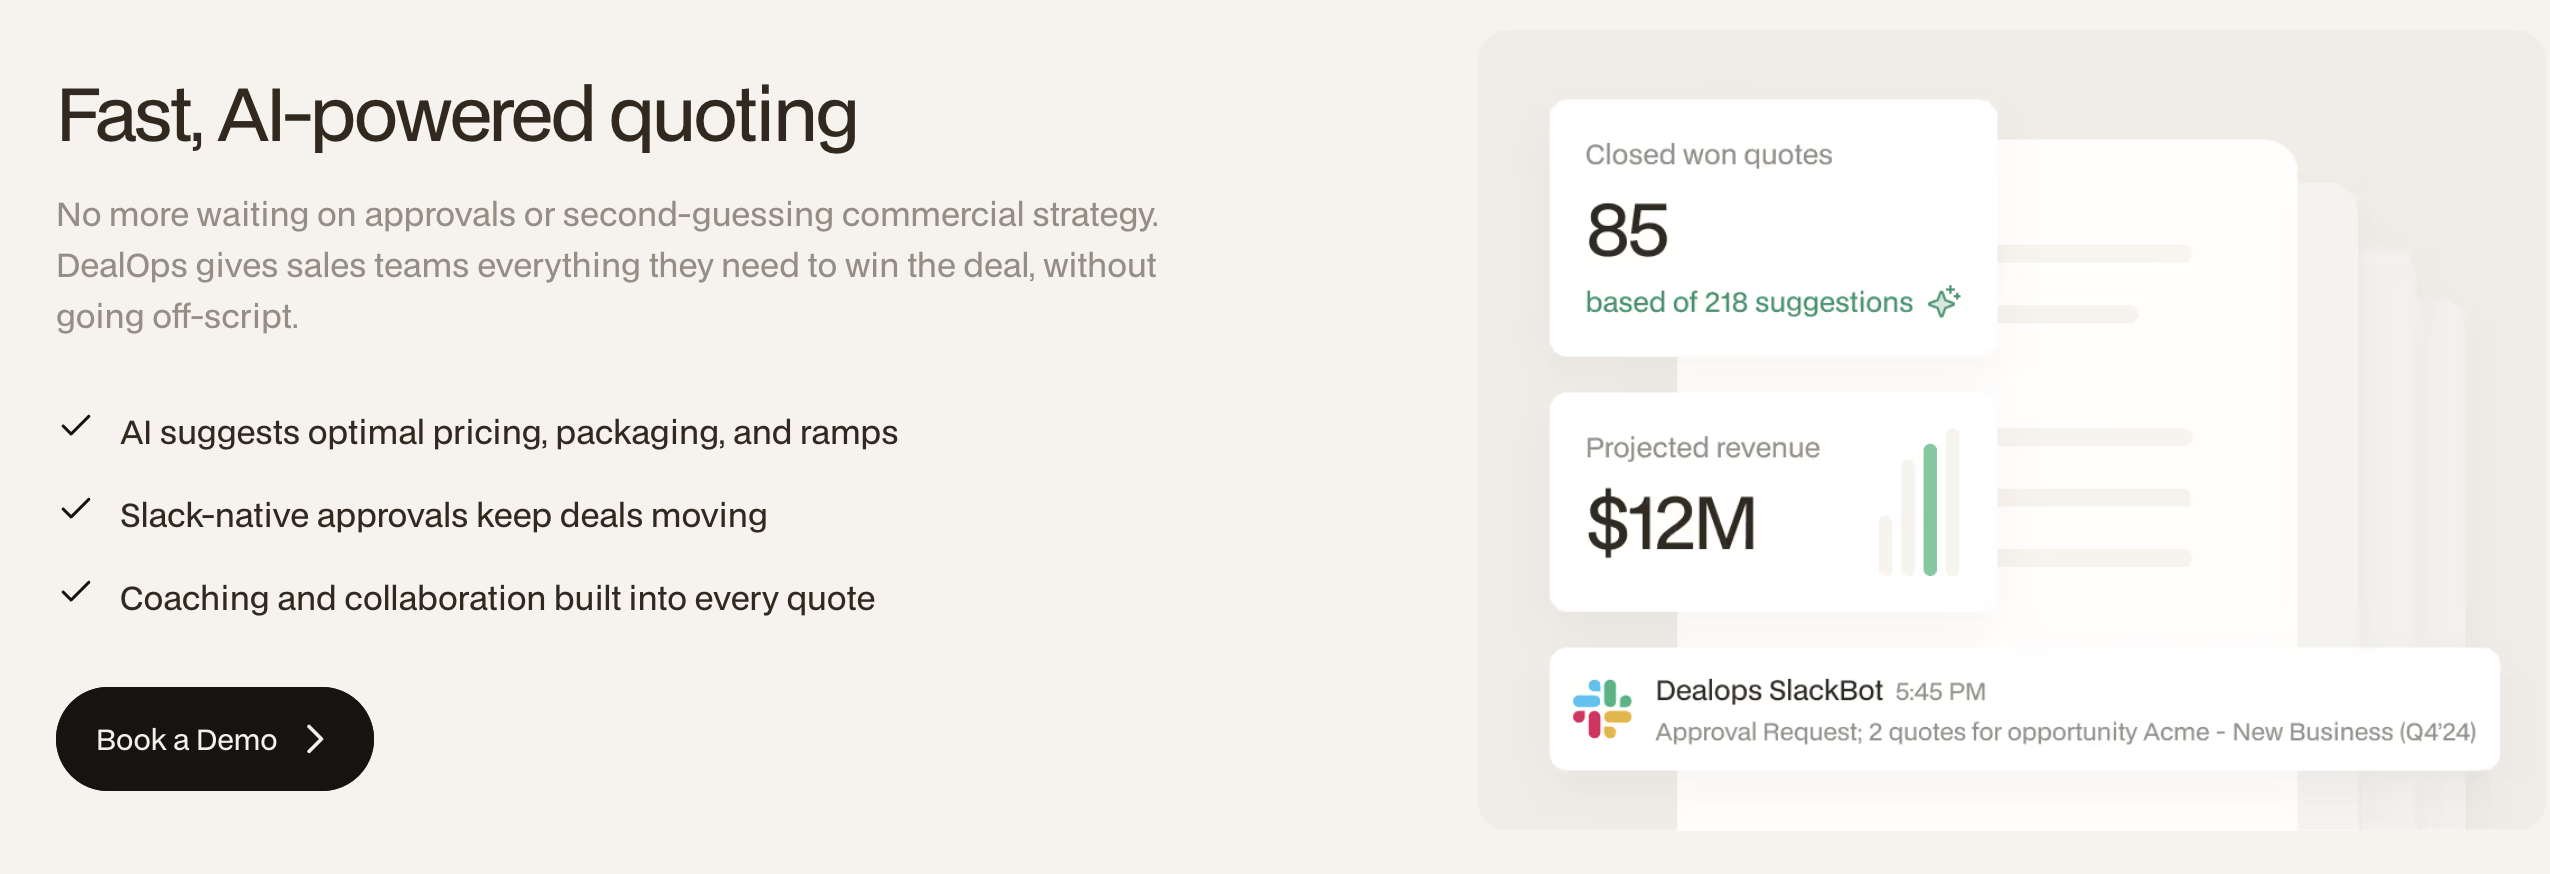 Fast, AI-powered quoting
No more waiting on approvals or second-guessing commercial strategy.
DealOps gives sales teams everything they need to win the deal, without
going off-script.
AI suggests optimal pricing, packaging, and ramps
Slack-native approvals keep deals moving
Coaching and collaboration built into every quote
Book a Demo
Closed won quotes
85
based of 218 suggestions
Projected revenue
$12M
Dealops SlackBot 5:45 PM
Approval Request; 2 quotes for opportunity Acme - New Business (Q4’24)